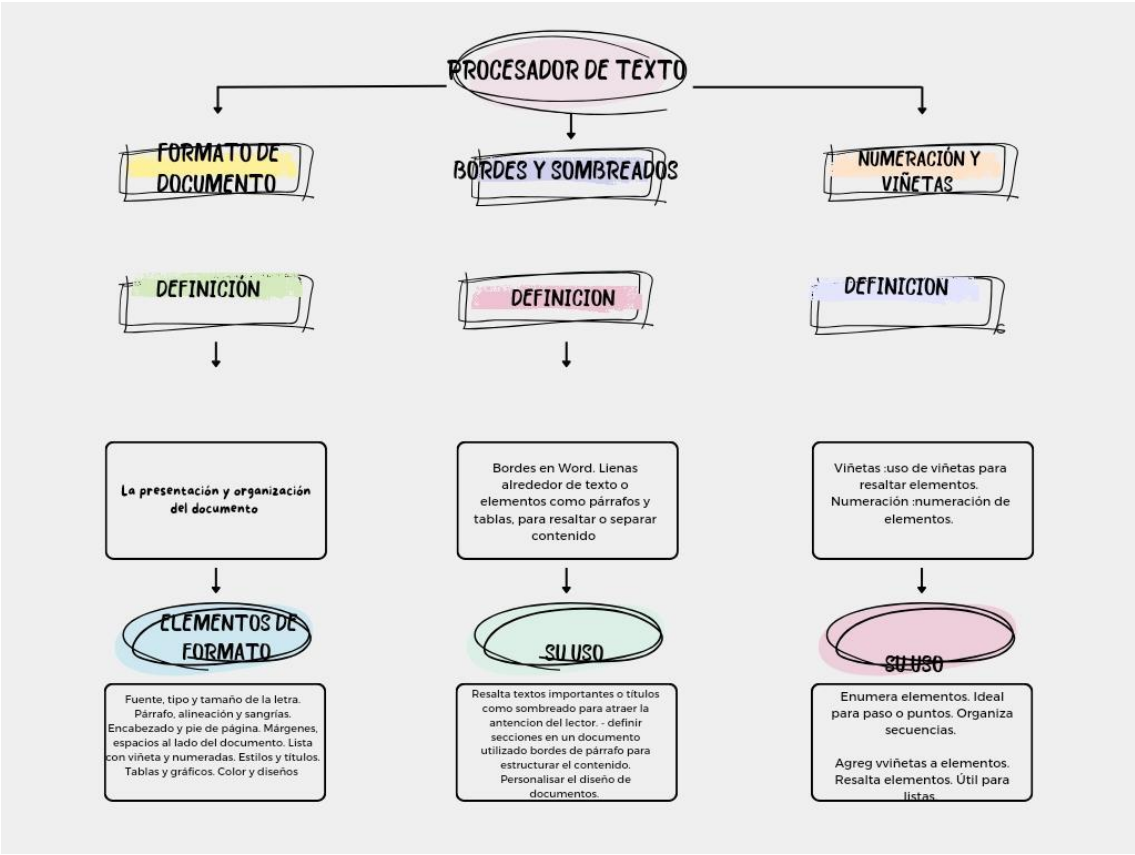 PROCESADOR DE TEXTO
FORMATO DE
DOCUMENTO
BORDES Y SOMBREADOS
NUMERACIÓN Y
VIÑETAS
DEFINICIÓN
DEFINICION
DEFINICION
La presentación y organización
del documento
Bordes en Word. Lienas
alrededor de texto o
elementos como párrafos y
tablas, para resaltar o separar
contenido
Viñetas :uso de viñetas para
resaltar elementos.
Numeración :numeración de
elementos.
ELEMENTOS DE
FORMATO
SU USO
SU USO
Fuente, tipo y tamaño de la letra.
Párrafo, alineación y sangrías.
Encabezado y pie de página. Márgenes,
espacios al lado del documento. Lista
con viñeta y numeradas. Estilos y títulos.
Tablas y gráficos. Color y diseños
Resalta textos importantes o títulos
como sombreado para atraer la
antencion del lector. - definir
secciones en un documento
utilizado bordes de párrafo para
estructurar el contenido.
Personalisar el diseño de
documentos.
Enumera elementos. Ideal
para paso o puntos. Organiza
secuencias.
Agreg vviñetas a elementos.
Resalta elementos. Útil para
listas.